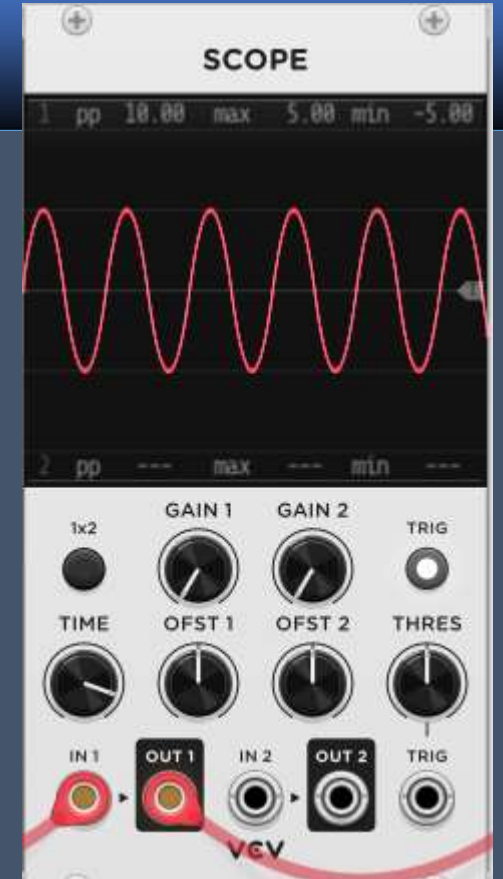 SCOPE
1 pp 10.00 max 5.00 min -5.00
2 pp --- max --- min ---
GAIN 1 GAIN 2
1x2 TRIG
TIME OFST 1 OFST 2 THRES
IN 1 OUT 1 IN 2 OUT 2 TRIG
VCV